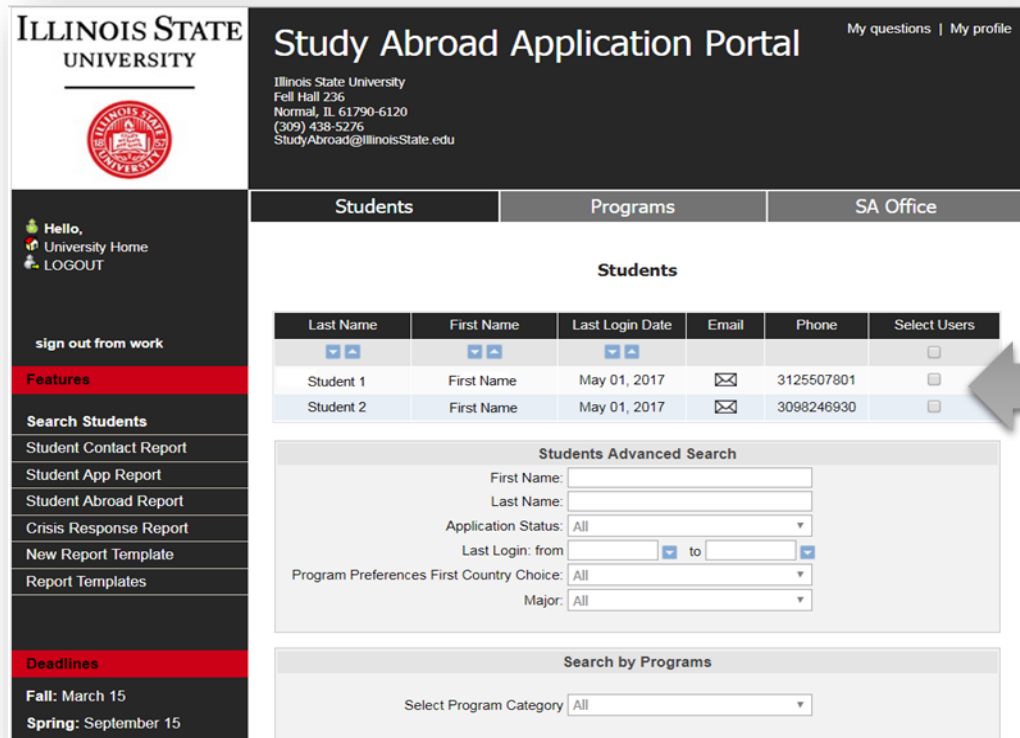 ILLINOIS STATE
UNIVERSITY
Study Abroad Application Portal
My questions | My profile
Illinois State University
Fell Hall 236
Normal, IL 61790-6120
(309) 438-5276
StudyAbroad@IllinoisState.edu
Students Programs SA Office
Hello,
University Home
LOGOUT
sign out from work
Features
Search Students
Student Contact Report
Student App Report
Student Abroad Report
Crisis Response Report
New Report Template
Report Templates
Deadlines
Fall: March 15
Spring: September 15
Students
Last Name First Name Last Login Date Email Phone Select Users
Student 1 First Name May 01, 2017 3125507801
Student 2 First Name May 01, 2017 3098246930
Students Advanced Search
First Name:
Last Name:
Application Status: All
Last Login: from to
Program Preferences First Country Choice: All
Major: All
Search by Programs
Select Program Category All